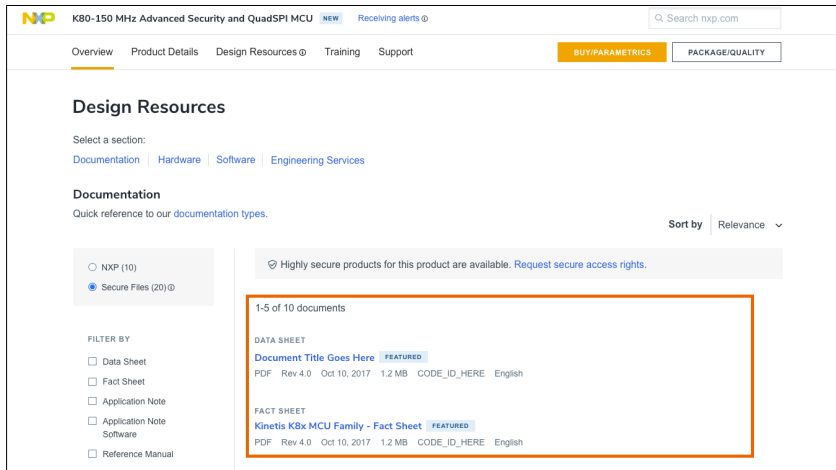 NXP K80-150 MHz Advanced Security and QuadSPI MCU NEW Receiving alerts Search nxp.com
Overview Product Details Design Resources Training Support BUY/PARAMETRICS PACKAGE/QUALITY
Design Resources
Select a section:
Documentation Hardware Software Engineering Services
Documentation
Quick reference to our documentation types.
Sort by Relevance
NXP (10)
Secure Files (20)
Highly secure products for this product are available. Request secure access rights.
FILTER BY
Data Sheet
Fact Sheet
Application Note
Application Note
Software
Reference Manual
1-5 of 10 documents
DATA SHEET
Document Title Goes Here FEATURED
PDF Rev 4.0 Oct 10, 2017 1.2 MB CODE_ID_HERE English
FACT SHEET
Kinetis K8x MCU Family - Fact Sheet FEATURED
PDF Rev 4.0 Oct 10, 2017 1.2 MB CODE_ID_HERE English